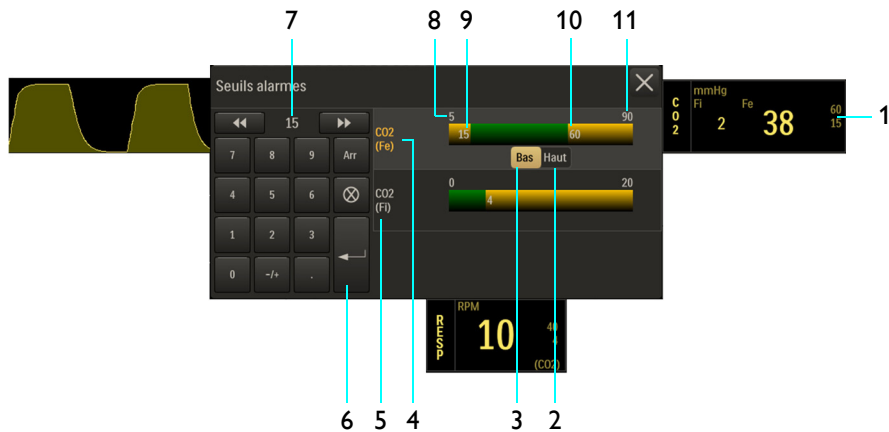 7 8 9 10 11
Seuils alarmes
15
5 90
CO2
(Fe)
15 60
Bas Haut
7 8 9 Arr
4 5 6
CO2
(Fi)
0 20
4
1 2 3
0 -/+ .
CO2
mmHg
Fi Fe
2 38
60
15
1
RESP
RPM
10
40
4
(CO2)
6 5 4 3 2